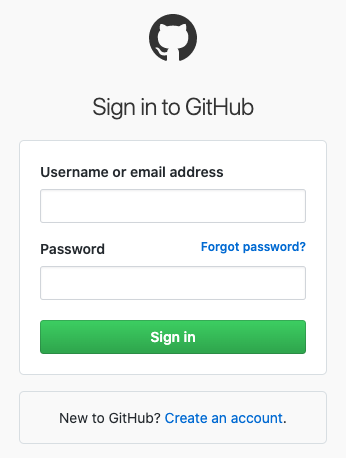 Sign in to GitHub
Username or email address
Password Forgot password?
Sign in
New to GitHub? Create an account.